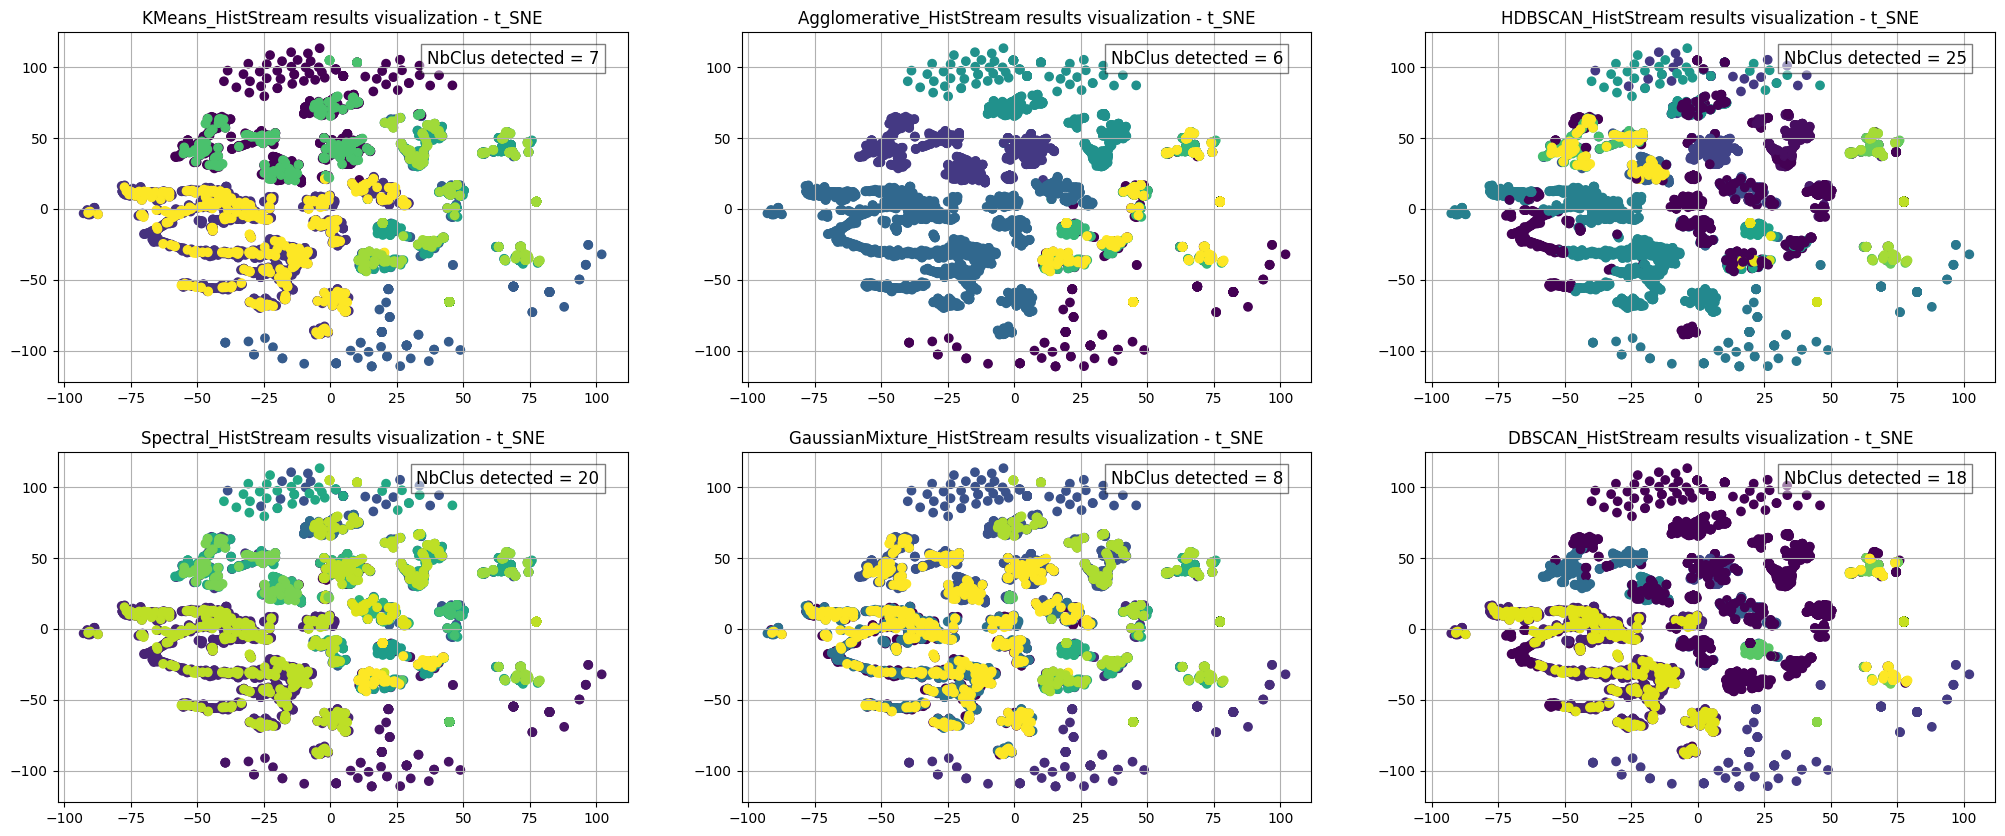 KMeans_HistStream results visualization - t_SNE
NbClus detected = 7
100
50
0
−50
−100
−100 −75 −50 −25 0 25 50 75 100
Agglomerative_HistStream results visualization - t_SNE
NbClus detected = 6
100
50
0
−50
−100
−100 −75 −50 −25 0 25 50 75 100
HDBSCAN_HistStream results visualization - t_SNE
NbClus detected = 25
100
50
0
−50
−100
−100 −75 −50 −25 0 25 50 75 100
Spectral_HistStream results visualization - t_SNE
NbClus detected = 20
100
50
0
−50
−100
−100 −75 −50 −25 0 25 50 75 100
GaussianMixture_HistStream results visualization - t_SNE
NbClus detected = 8
100
50
0
−50
−100
−100 −75 −50 −25 0 25 50 75 100
DBSCAN_HistStream results visualization - t_SNE
NbClus detected = 18
100
50
0
−50
−100
−100 −75 −50 −25 0 25 50 75 100